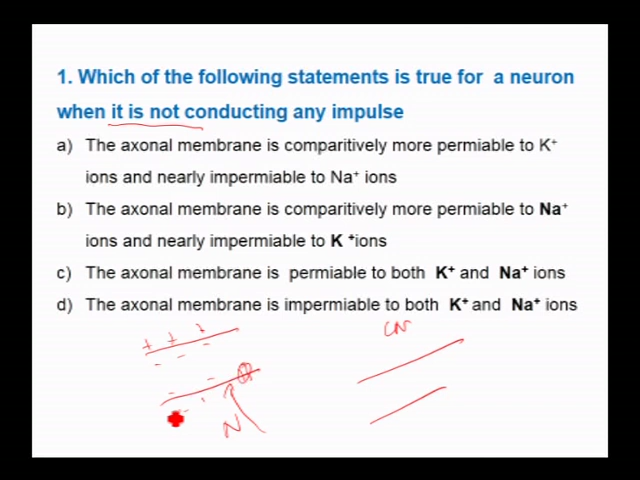 1. Which of the following statements is true for a neuron
when it is not conducting any impulse
a) The axonal membrane is comparitively more permiable to K⁺
ions and nearly impermiable to Na⁺ ions
b) The axonal membrane is comparitively more permiable to Na⁺
ions and nearly impermiable to K ⁺ions
c) The axonal membrane is permiable to both K⁺ and Na⁺ ions
d) The axonal membrane is impermiable to both K⁺ and Na⁺ ions
+ + +
- - -
- -
N